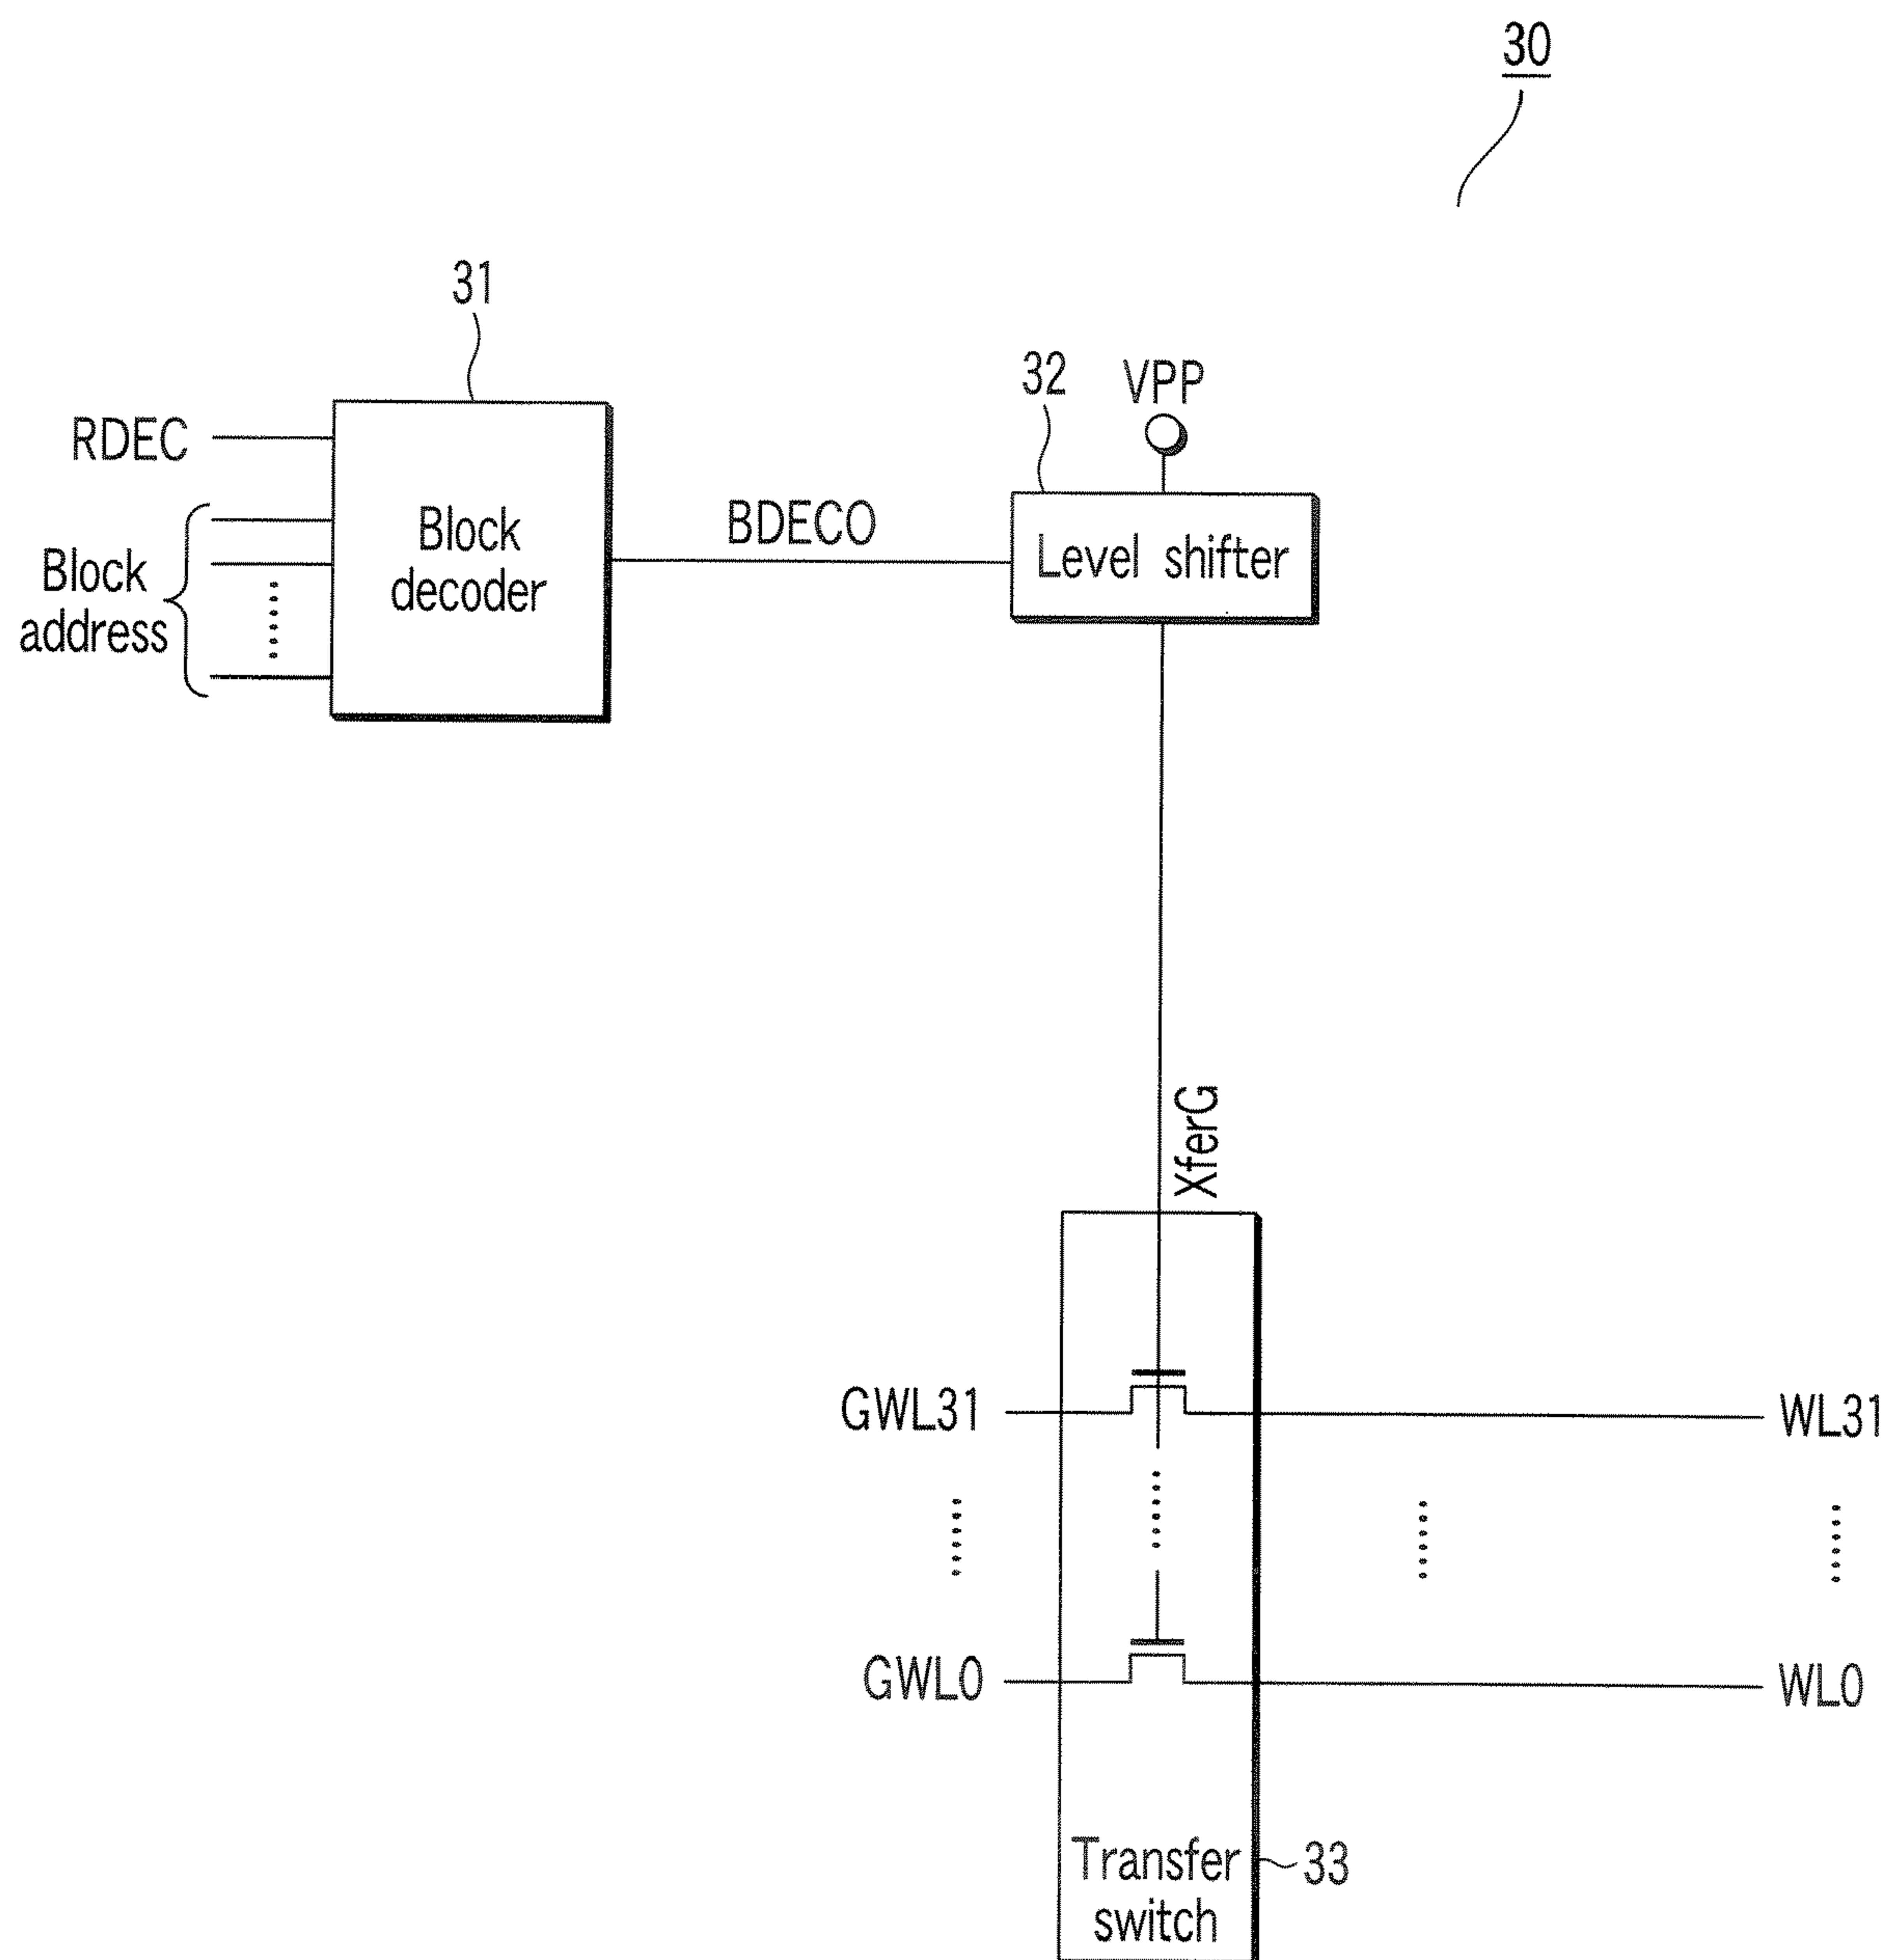 30
31
32
VPP
RDEC
Block
address
Block
decoder
BDECO
Level shifter
XferG
GWL31
WL31
GWL0
WL0
Transfer
switch
33